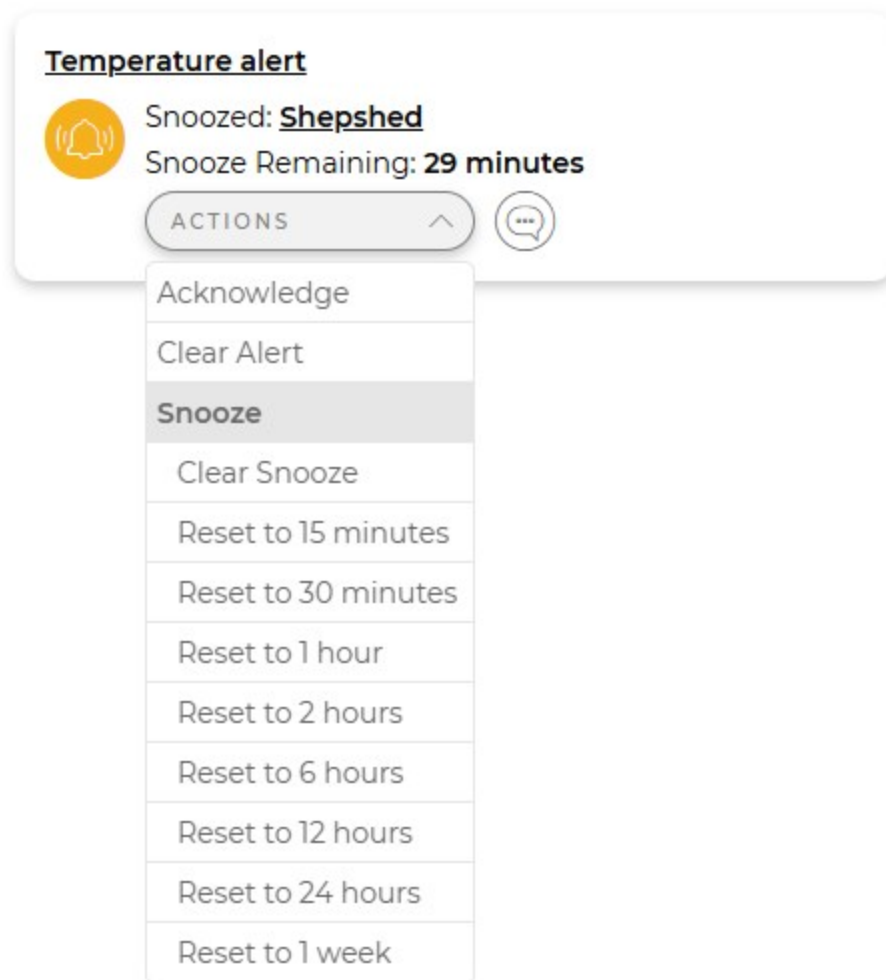 Temperature alert
Snoozed: Shepshed
Snooze Remaining: 29 minutes
ACTIONS
Acknowledge
Clear Alert
Snooze
Clear Snooze
Reset to 15 minutes
Reset to 30 minutes
Reset to 1 hour
Reset to 2 hours
Reset to 6 hours
Reset to 12 hours
Reset to 24 hours
Reset to 1 week